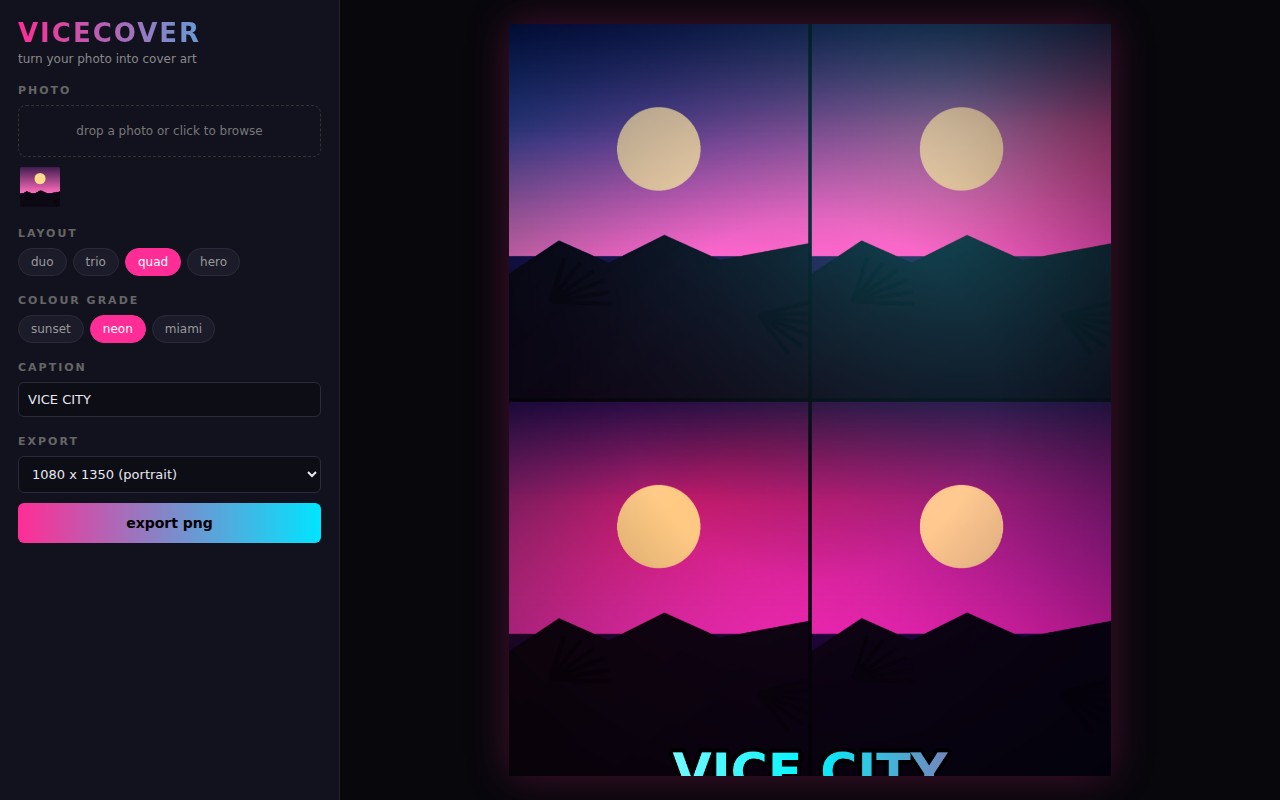 VICECOVER
turn your photo into cover art
PHOTO
drop a photo or click to browse
LAYOUT
duo trio quad hero
COLOUR GRADE
sunset neon miami
CAPTION
VICE CITY
EXPORT
1080 x 1350 (portrait)
export png
VICE CITY